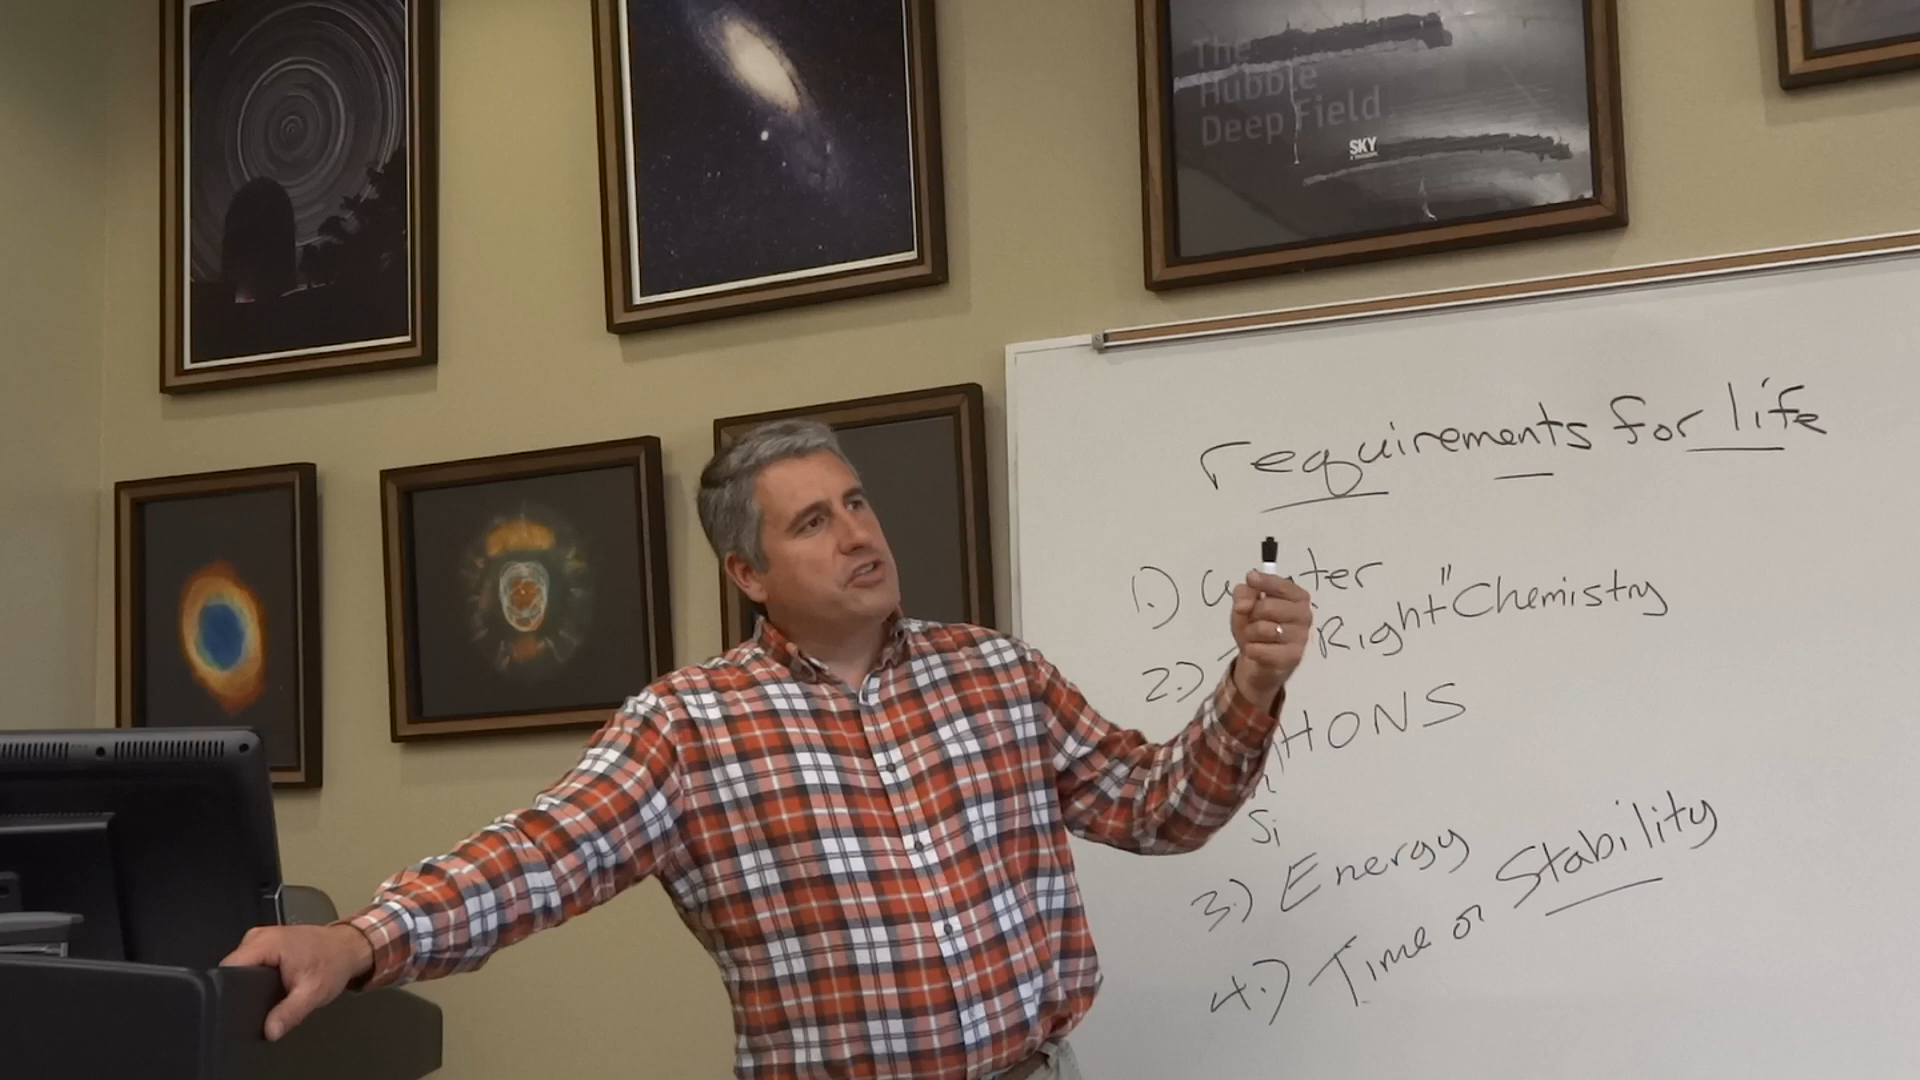 The
Hubble
Deep Field
SKY
requirements for life
1.)
2.) "Right" Chemistry
HONS
Si
3.) Energy
4.) Time or Stability